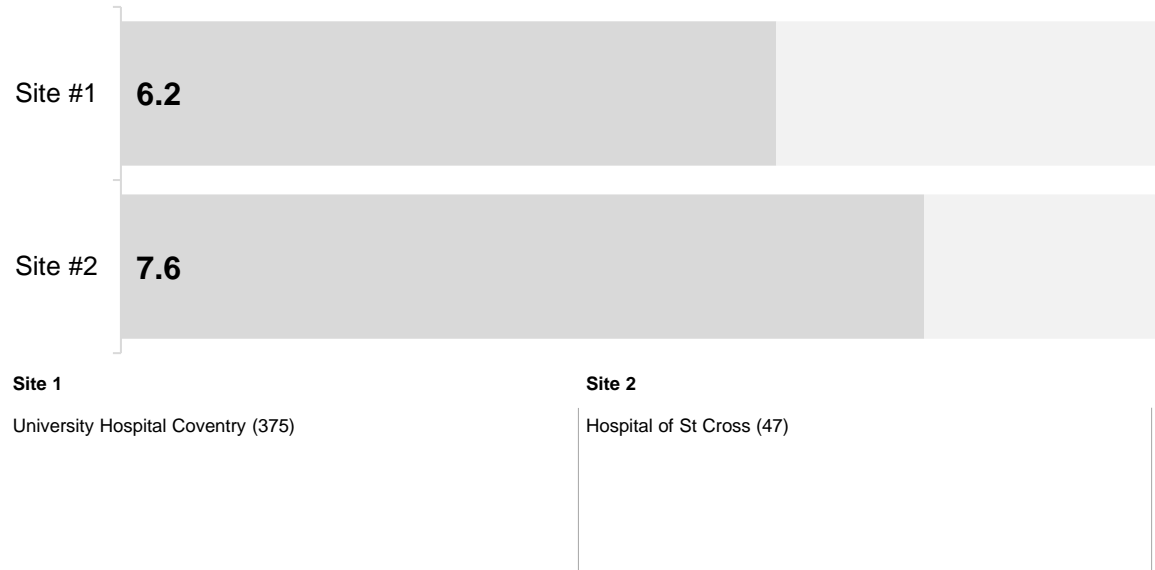 Site #1
6.2
Site #2
7.6
Site 1
Site 2
University Hospital Coventry (375)
Hospital of St Cross (47)